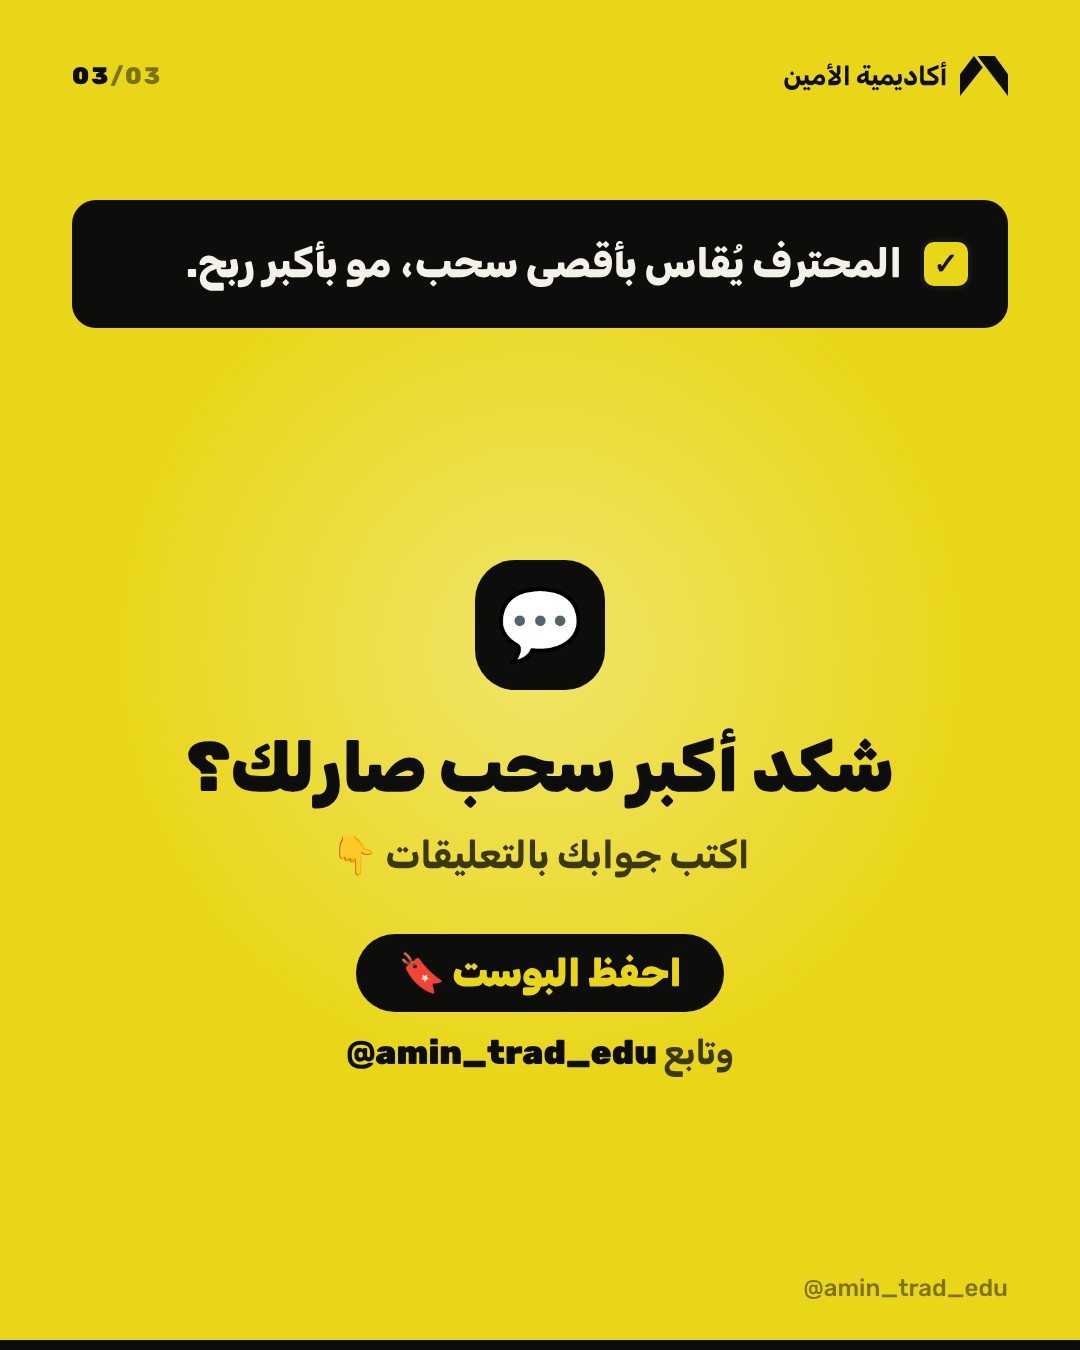 أكاديمية الأمين
03/03
✓ المحترف يُقاس بأقصى سحب، مو بأكبر ربح.
شكد أكبر سحب صارلك؟
اكتب جوابك بالتعليقات 👇
احفظ البوست 🔖
وتابع @amin_trad_edu
@amin_trad_edu